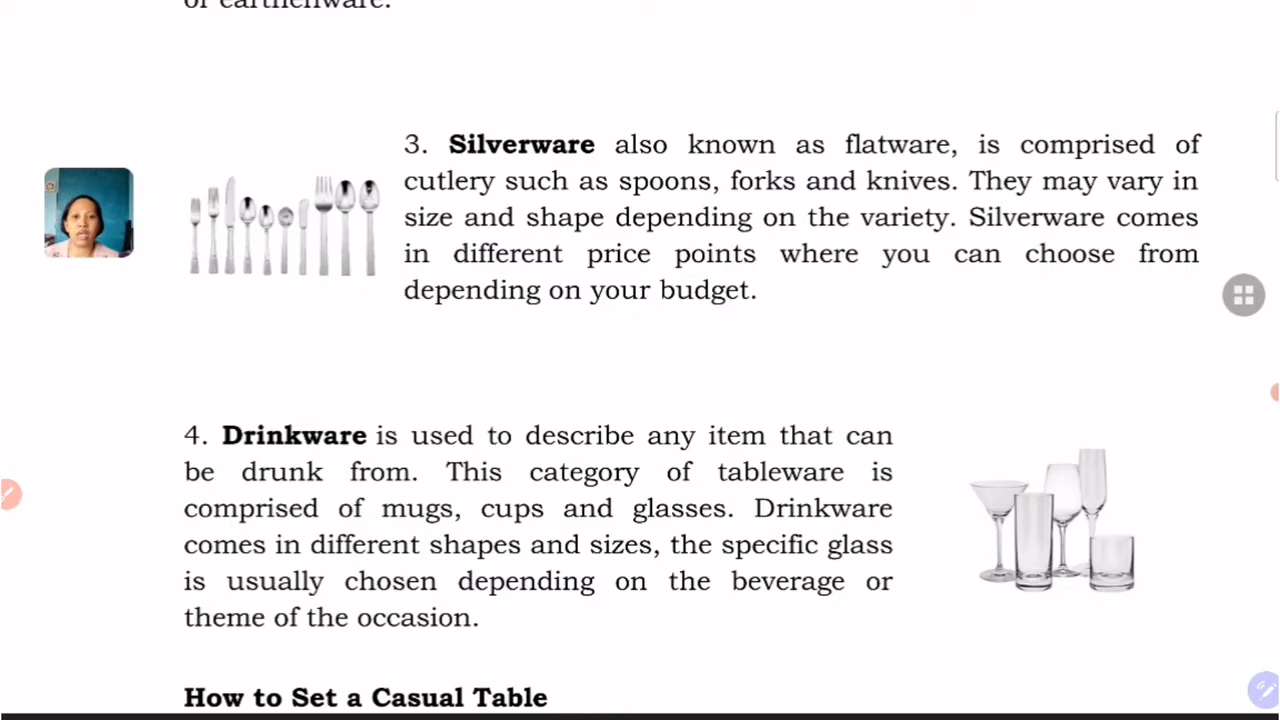 or earthenware.
3. Silverware also known as flatware, is comprised of
cutlery such as spoons, forks and knives. They may vary in
size and shape depending on the variety. Silverware comes
in different price points where you can choose from
depending on your budget.
4. Drinkware is used to describe any item that can
be drunk from. This category of tableware is
comprised of mugs, cups and glasses. Drinkware
comes in different shapes and sizes, the specific glass
is usually chosen depending on the beverage or
theme of the occasion.
How to Set a Casual Table